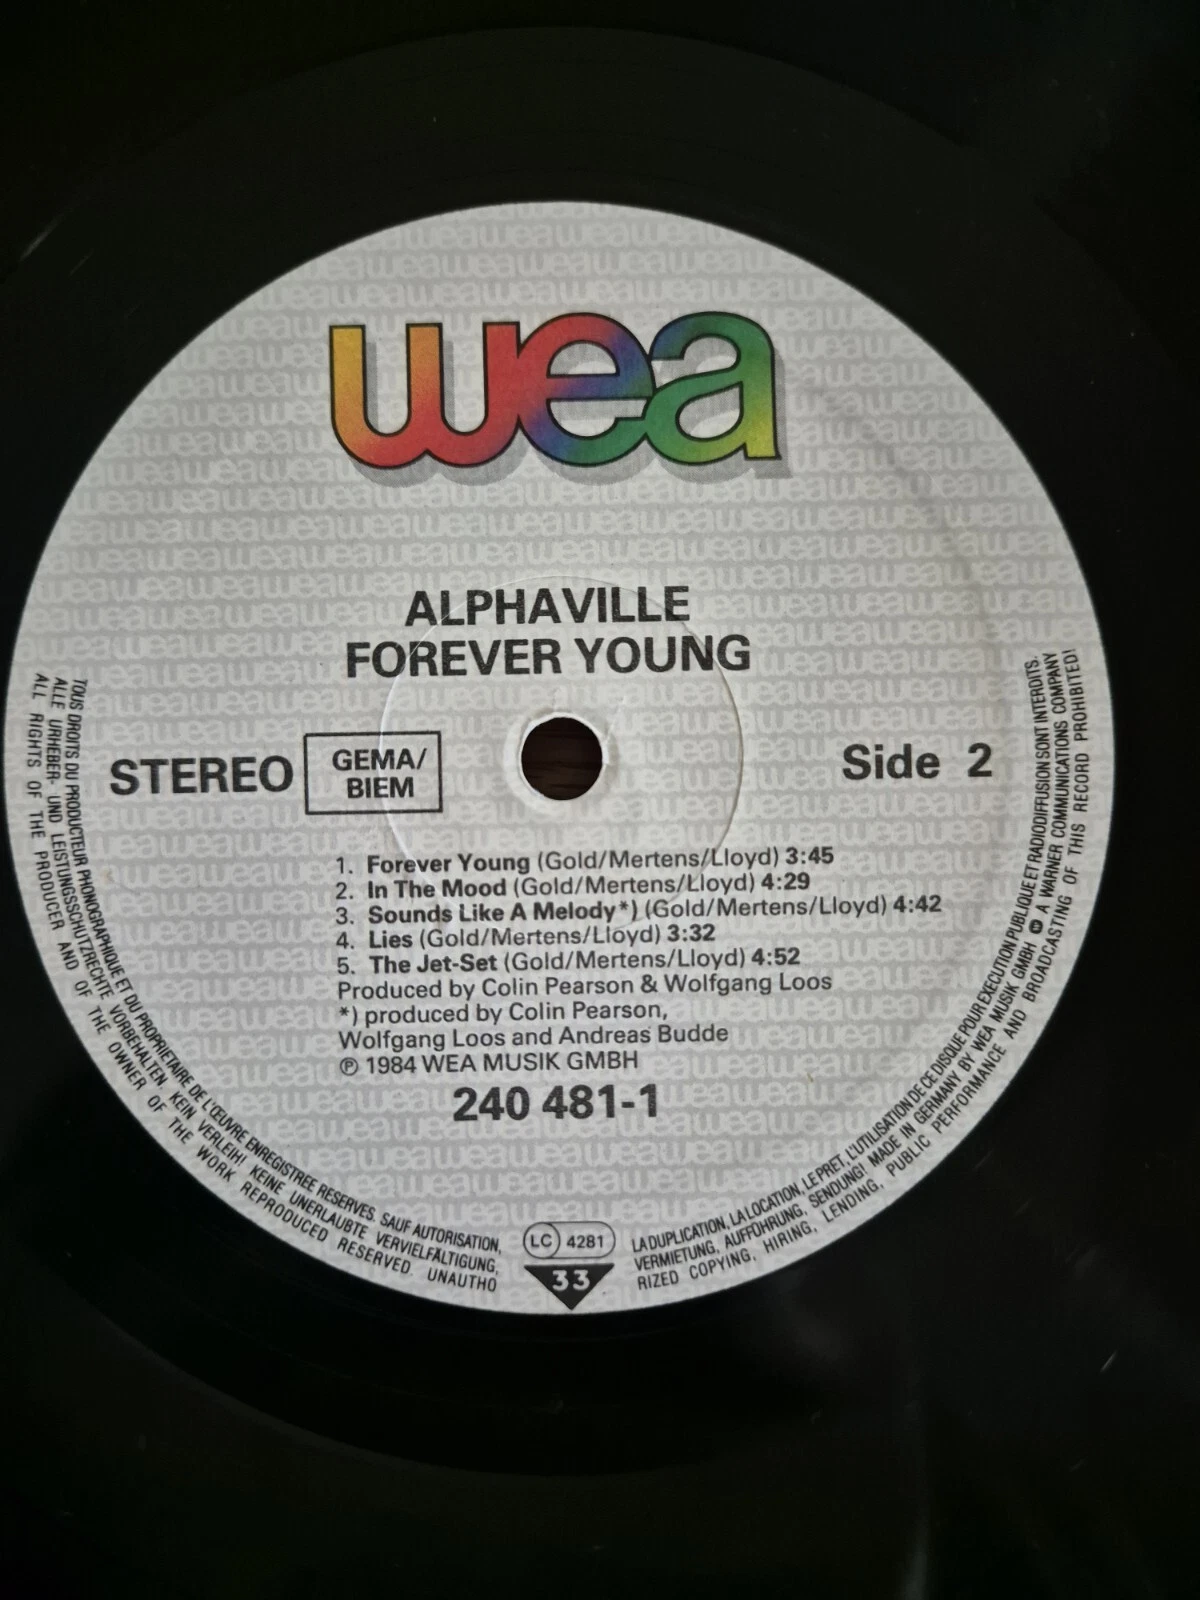 wea
ALPHAVILLE
FOREVER YOUNG
STEREO
GEMA/
BIEM
Side 2
1. Forever Young (Gold/Mertens/Lloyd) 3:45
2. In The Mood (Gold/Mertens/Lloyd) 4:29
3. Sounds Like A Melody*) (Gold/Mertens/Lloyd) 4:42
4. Lies (Gold/Mertens/Lloyd) 3:32
5. The Jet-Set (Gold/Mertens/Lloyd) 4:52
Produced by Colin Pearson & Wolfgang Loos
*) produced by Colin Pearson,
Wolfgang Loos and Andreas Budde
℗ 1984 WEA MUSIK GMBH
240 481-1
TOUS DROITS DU PRODUCTEUR PHONOGRAPHIQUE ET DU PROPRIETAIRE DE L'ŒUVRE ENREGISTREE RESERVES. SAUF AUTORISATION, LA DUPLICATION, LA LOCATION, LE PRET, L'UTILISATION DE CE DISQUE POUR EXECUTION PUBLIQUE ET RADIODIFFUSION SONT INTERDITS.
ALLE URHEBER- UND LEISTUNGSSCHUTZRECHTE VORBEHALTEN. KEIN VERLEIH! KEINE UNERLAUBTE VERVIELFÄLTIGUNG, VERMIETUNG, AUFFÜHRUNG, SENDUNG! MADE IN GERMANY BY WEA MUSIK GMBH A WARNER COMMUNICATIONS COMPANY
ALL RIGHTS OF THE PRODUCER AND OF THE OWNER OF THE WORK REPRODUCED RESERVED. UNAUTHORIZED COPYING, HIRING, LENDING, PUBLIC PERFORMANCE AND BROADCASTING OF THIS RECORD PROHIBITED!
LC 4281
33